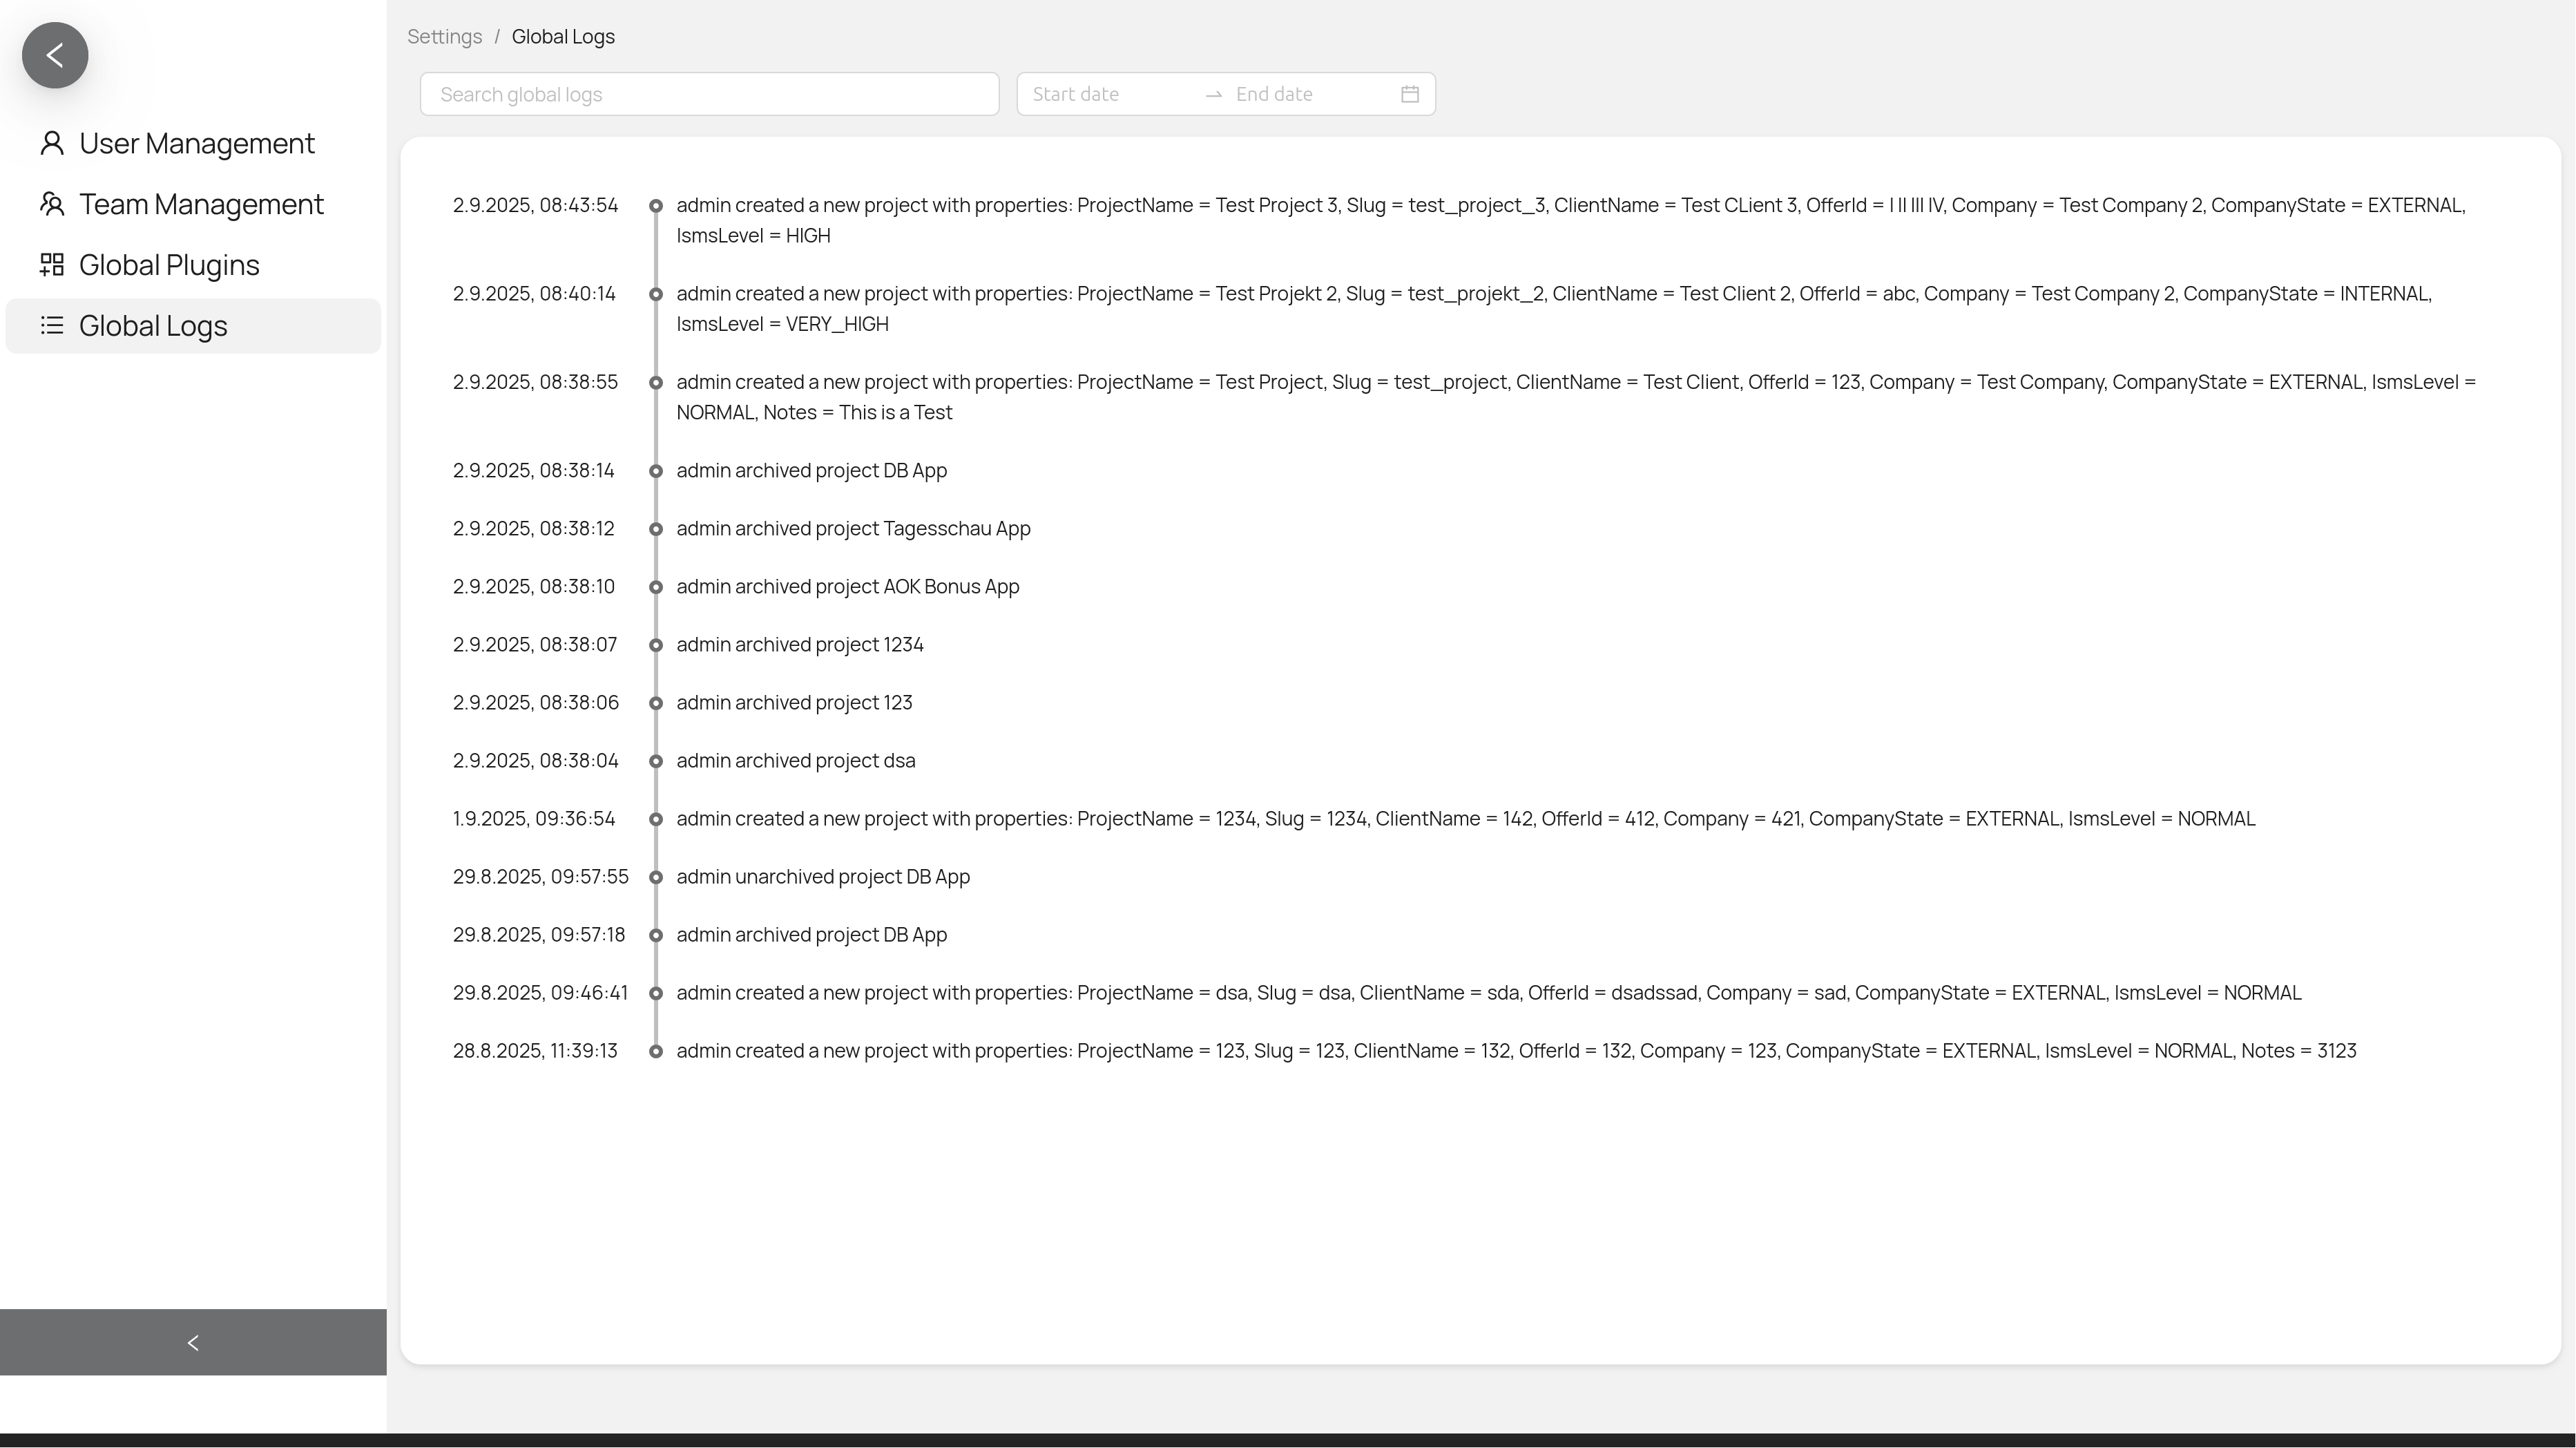 Settings / Global Logs
Search global logs
Start date End date
User Management
Team Management
Global Plugins
Global Logs
2.9.2025, 08:43:54 admin created a new project with properties: ProjectName = Test Project 3, Slug = test_project_3, ClientName = Test CLient 3, OfferId = I II III IV, Company = Test Company 2, CompanyState = EXTERNAL,
IsmsLevel = HIGH
2.9.2025, 08:40:14 admin created a new project with properties: ProjectName = Test Projekt 2, Slug = test_projekt_2, ClientName = Test Client 2, OfferId = abc, Company = Test Company 2, CompanyState = INTERNAL,
IsmsLevel = VERY_HIGH
2.9.2025, 08:38:55 admin created a new project with properties: ProjectName = Test Project, Slug = test_project, ClientName = Test Client, OfferId = 123, Company = Test Company, CompanyState = EXTERNAL, IsmsLevel =
NORMAL, Notes = This is a Test
2.9.2025, 08:38:14 admin archived project DB App
2.9.2025, 08:38:12 admin archived project Tagesschau App
2.9.2025, 08:38:10 admin archived project AOK Bonus App
2.9.2025, 08:38:07 admin archived project 1234
2.9.2025, 08:38:06 admin archived project 123
2.9.2025, 08:38:04 admin archived project dsa
1.9.2025, 09:36:54 admin created a new project with properties: ProjectName = 1234, Slug = 1234, ClientName = 142, OfferId = 412, Company = 421, CompanyState = EXTERNAL, IsmsLevel = NORMAL
29.8.2025, 09:57:55 admin unarchived project DB App
29.8.2025, 09:57:18 admin archived project DB App
29.8.2025, 09:46:41 admin created a new project with properties: ProjectName = dsa, Slug = dsa, ClientName = sda, OfferId = dsadssad, Company = sad, CompanyState = EXTERNAL, IsmsLevel = NORMAL
28.8.2025, 11:39:13 admin created a new project with properties: ProjectName = 123, Slug = 123, ClientName = 132, OfferId = 132, Company = 123, CompanyState = EXTERNAL, IsmsLevel = NORMAL, Notes = 3123